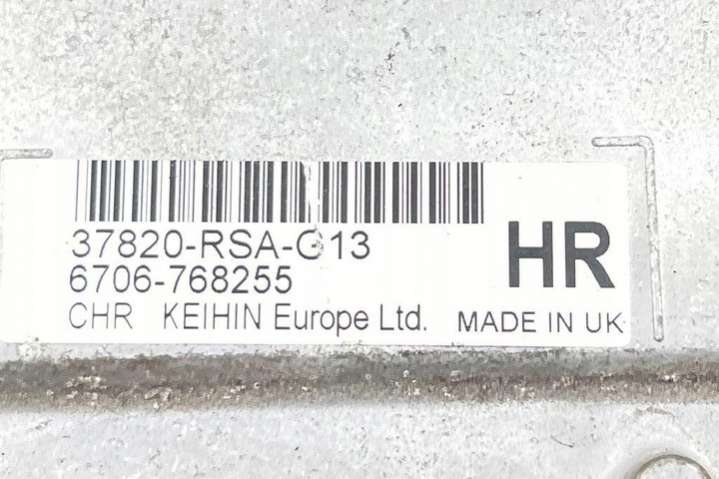 37820-RSA-G13
6706-768255
HR
CHR KEIHIN Europe Ltd. MADE IN UK